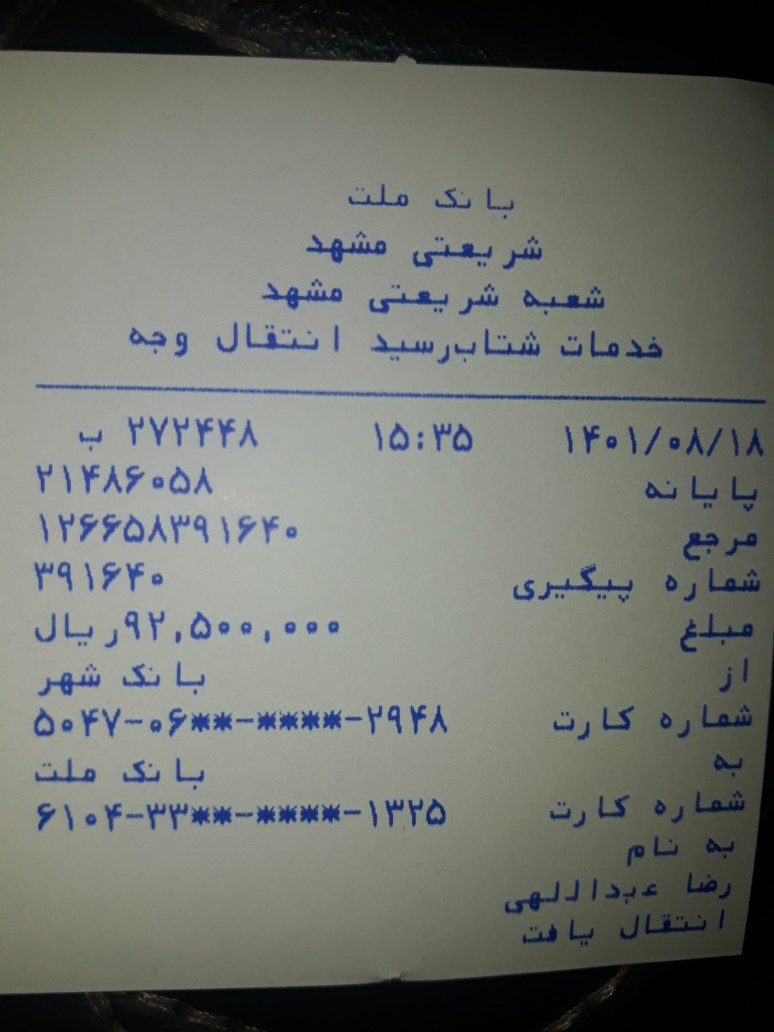 بانک ملت
شریعتی مشهد
شعبه شریعتی مشهد
خدمات شتاب‌رسید انتقال وجه
۱۴۰۱/۰۸/۱۸ ۱۵:۳۵ ۲۷۲۴۴۸ ب
پایانه ۲۱۴۸۶۰۵۸
مرجع ۱۲۶۶۵۸۳۹۱۶۴۰
شماره پیگیری ۳۹۱۶۴۰
مبلغ ۹۲,۵۰۰,۰۰۰ریال
از بانک شهر
شماره کارت ۵۰۴۷-۰۶**-****-۲۹۴۸
به بانک ملت
شماره کارت ۶۱۰۴-۳۳**-****-۱۳۲۵
به نام
رضا عبداللهی
انتقال یافت